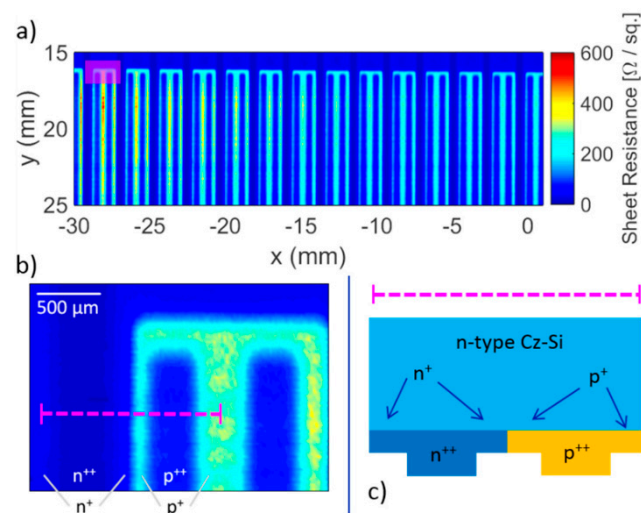 a)
15
20
25
y (mm)
-30 -25 -20 -15 -10 -5 0
x (mm)
600
400
200
0
Sheet Resistance [Ω / sq.]
b)
500 µm
n++ p++
n+ p+
n-type Cz-Si
n+ p+
n++ p++
c)